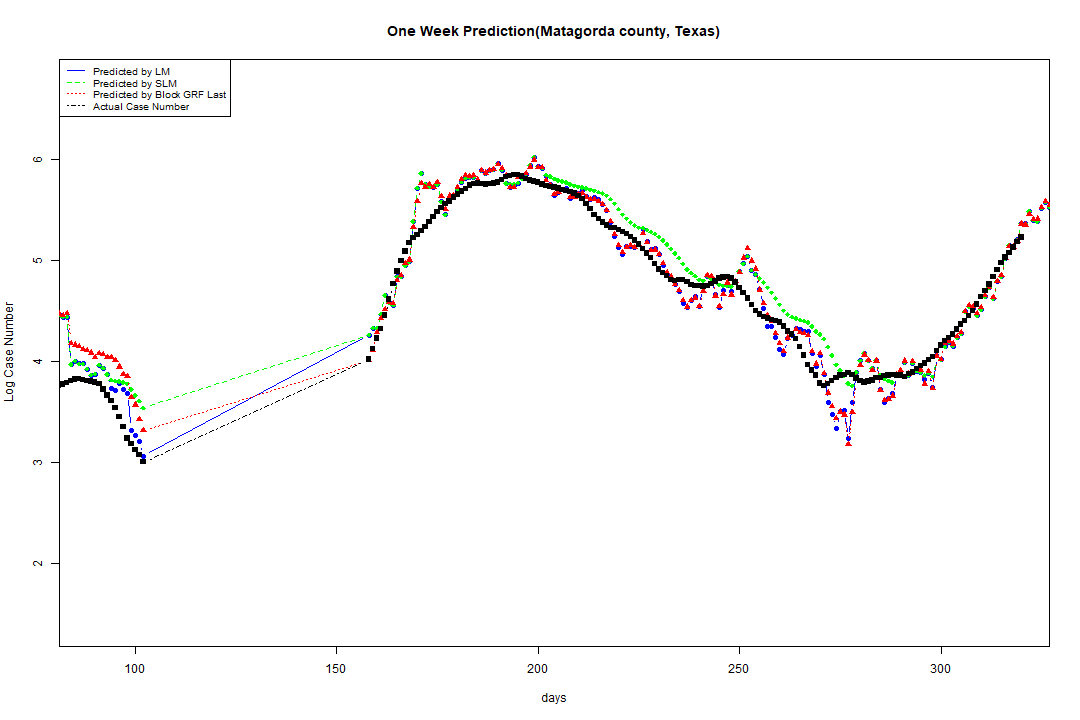 One Week Prediction(Matagorda county, Texas)
Predicted by LM
Predicted by SLM
Predicted by Block GRF Last
Actual Case Number
Log Case Number
6
5
4
3
2
100 150 200 250 300
days